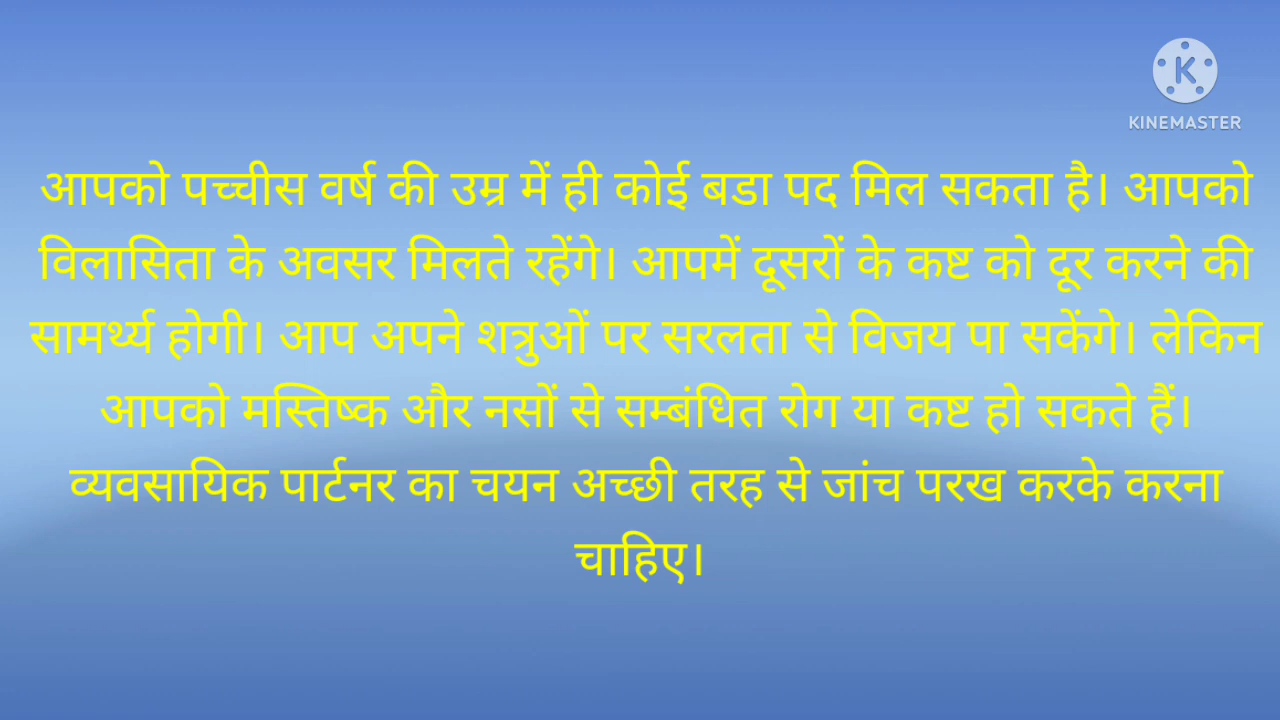 KINEMASTER
आपको पच्चीस वर्ष की उम्र में ही कोई बडा पद मिल सकता है। आपको
विलासिता के अवसर मिलते रहेंगे। आपमें दूसरों के कष्ट को दूर करने की
सामर्थ्य होगी। आप अपने शत्रुओं पर सरलता से विजय पा सकेंगे। लेकिन
आपको मस्तिष्क और नसों से सम्बंधित रोग या कष्ट हो सकते हैं।
व्यवसायिक पार्टनर का चयन अच्छी तरह से जांच परख करके करना
चाहिए।